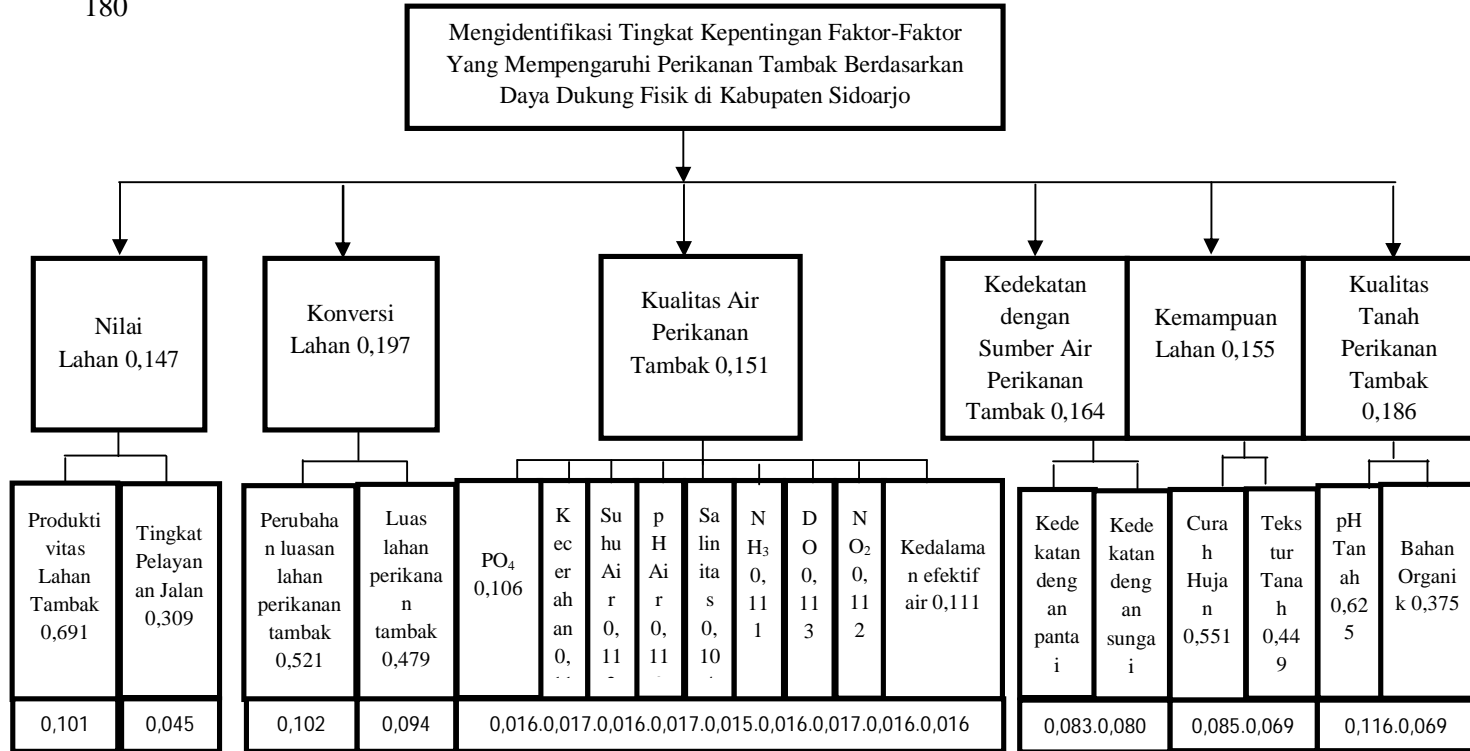 180
Mengidentifikasi Tingkat Kepentingan Faktor-Faktor
Yang Mempengaruhi Perikanan Tambak Berdasarkan
Daya Dukung Fisik di Kabupaten Sidoarjo
Nilai
Lahan 0,147
Konversi
Lahan 0,197
Kualitas Air
Perikanan
Tambak 0,151
Kedekatan
dengan
Sumber Air
Perikanan
Tambak 0,164
Kemampuan
Lahan 0,155
Kualitas
Tanah
Perikanan
Tambak
0,186
Produkti
vitas
Lahan
Tambak
0,691
Tingkat
Pelayan
an Jalan
0,309
Perubaha
n luasan
lahan
perikanan
tambak
0,521
Luas
lahan
perikana
n
tambak
0,479
PO₄
0,106
K
ec
er
ah
an
0,
Su
hu
Ai
r
0,
11
p
H
Ai
r
0,
11
Sa
lin
ita
s
0,
10
N
H₃
0,
11
1
D
O
0,
11
3
N
O₂
0,
11
2
Kedalama
n efektif
air 0,111
Kede
katan
deng
an
panta
i
Kede
katan
deng
an
sunga
i
Cura
h
Huja
n
0,551
Teks
tur
Tana
h
0,44
9
pH
Tan
ah
0,62
5
Bahan
Organi
k 0,375
0,101
0,045
0,102
0,094
0,016.0,017.0,016.0,017.0,015.0,016.0,017.0,016.0,016
0,083.0,080
0,085.0,069
0,116.0,069